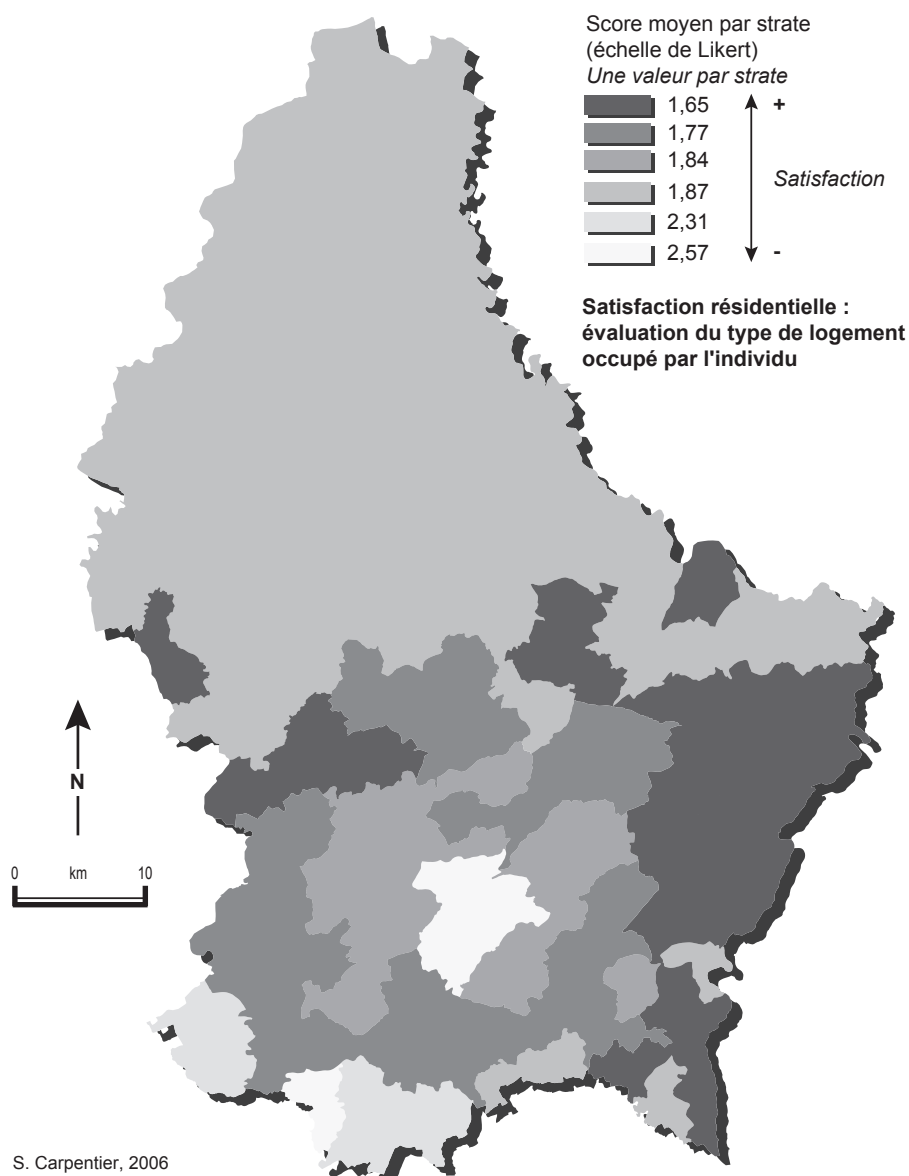 Score moyen par strate
(échelle de Likert)
Une valeur par strate
1,65
+
1,77
1,84
Satisfaction
1,87
2,31
2,57
-
Satisfaction résidentielle :
évaluation du type de logement
occupé par l'individu
N
0 km 10
S. Carpentier, 2006